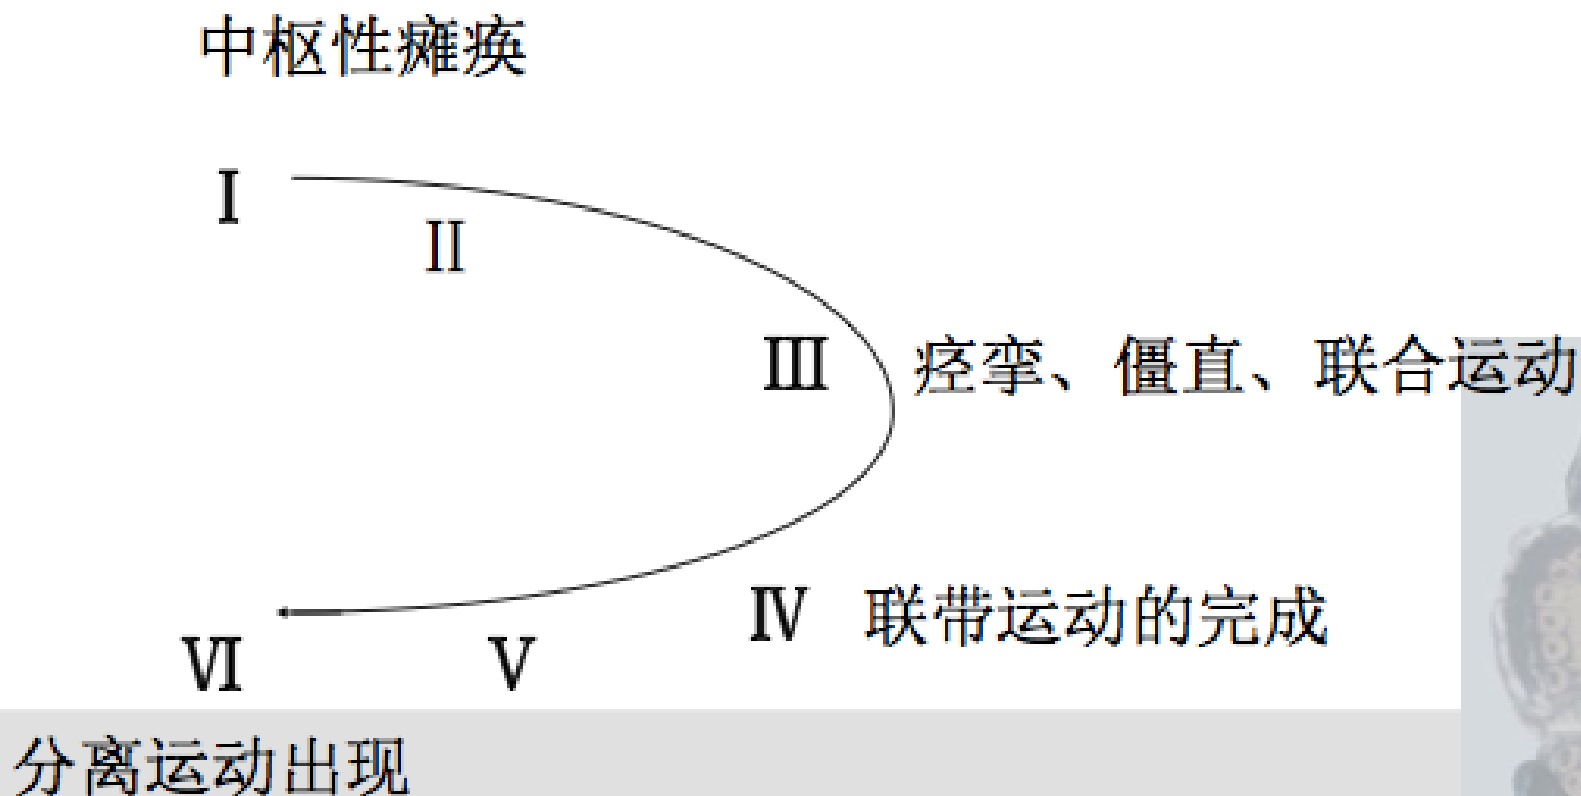 中枢性瘫痪
Ⅰ
Ⅱ
Ⅲ 痉挛、僵直、联合运动
Ⅳ 联带运动的完成
Ⅵ Ⅴ
分离运动出现